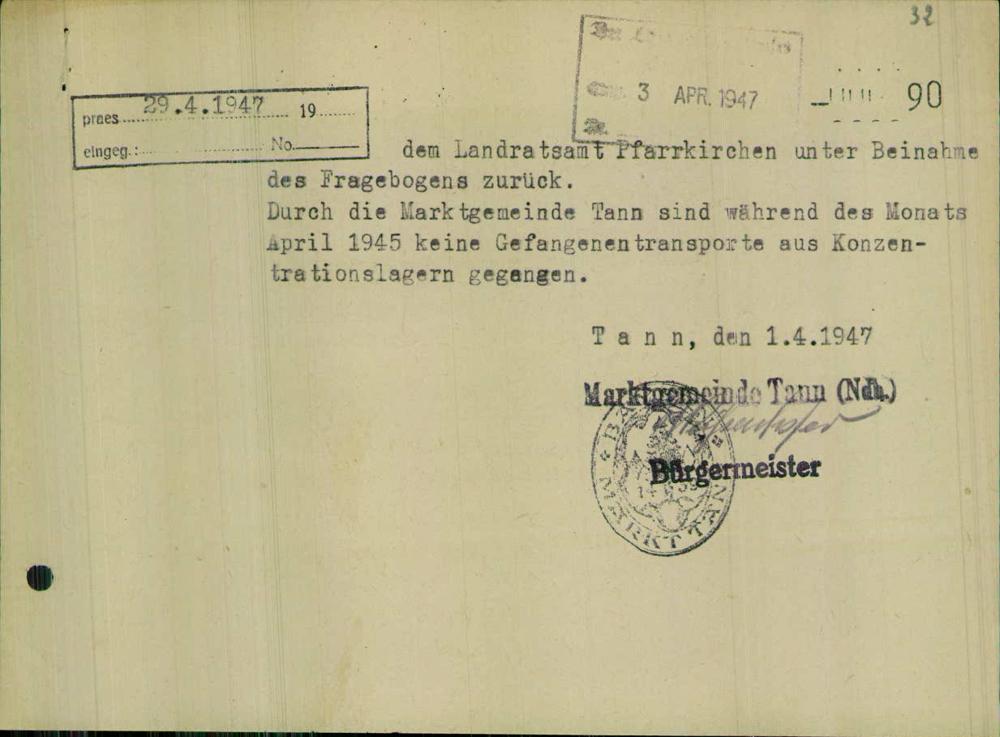 32
praes. 29.4.1947 19
eingeg.: No.
3 APR. 1947
90
dem Landratsamt Pfarrkirchen unter Beinahme
des Fragebogens zurück.
Durch die Marktgemeinde Tann sind während des Monats
April 1945 keine Gefangenentransporte aus Konzen-
trationslagern gegangen.
T a n n, den 1.4.1947
Marktgemeinde Tann (Ndb.)
Bürgermeister
MARKT TANN